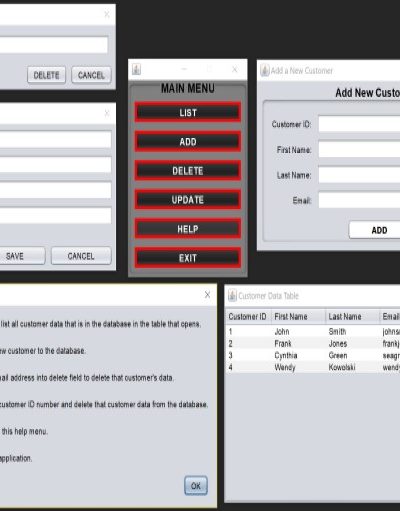 DELETE CANCEL
SAVE CANCEL
MAIN MENU
LIST
ADD
DELETE
UPDATE
HELP
EXIT
Add a New Customer
Add New Custo
Customer ID:
First Name:
Last Name:
Email:
ADD
X
list all customer data that is in the database in the table that opens.
ew customer to the database.
ail address into delete field to delete that customer's data.
customer ID number and delete that customer data from the database.
this help menu.
application.
OK
Customer Data Table
Customer ID First Name Last Name Email
1 John Smith johns
2 Frank Jones frankj
3 Cynthia Green seagr
4 Wendy Kowolski wendy